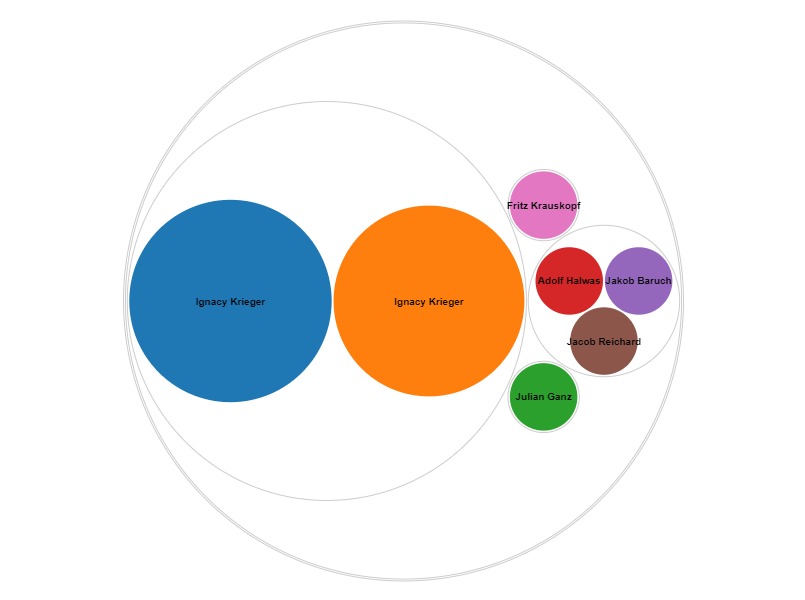 Fritz Krauskopf
Adolf Halwas
Jakob Baruch
Ignacy Krieger
Ignacy Krieger
Jacob Reichard
Julian Ganz